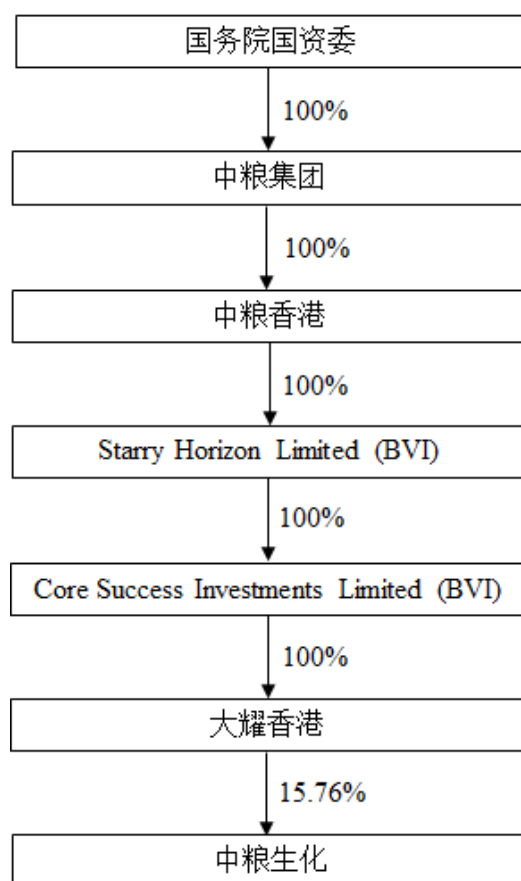 国务院国资委
100%
中粮集团
100%
中粮香港
100%
Starry Horizon Limited (BVI)
100%
Core Success Investments Limited (BVI)
100%
大耀香港
15.76%
中粮生化